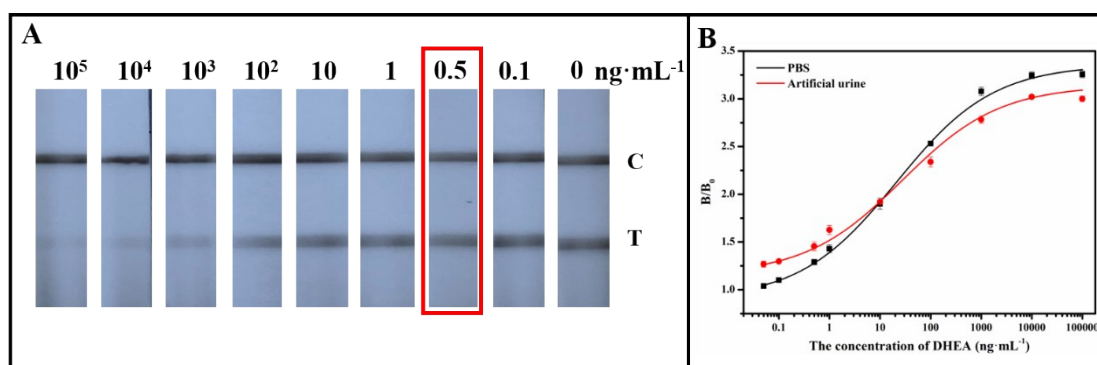 A
10⁵ 10⁴ 10³ 10² 10 1 0.5 0.1 0 ng·mL⁻¹
C
T
B
3.5
3.0
2.5
2.0
1.5
1.0
B/B₀
PBS
Artificial urine
0.1 1 10 100 1000 10000 100000
The concentration of DHEA (ng·mL⁻¹)